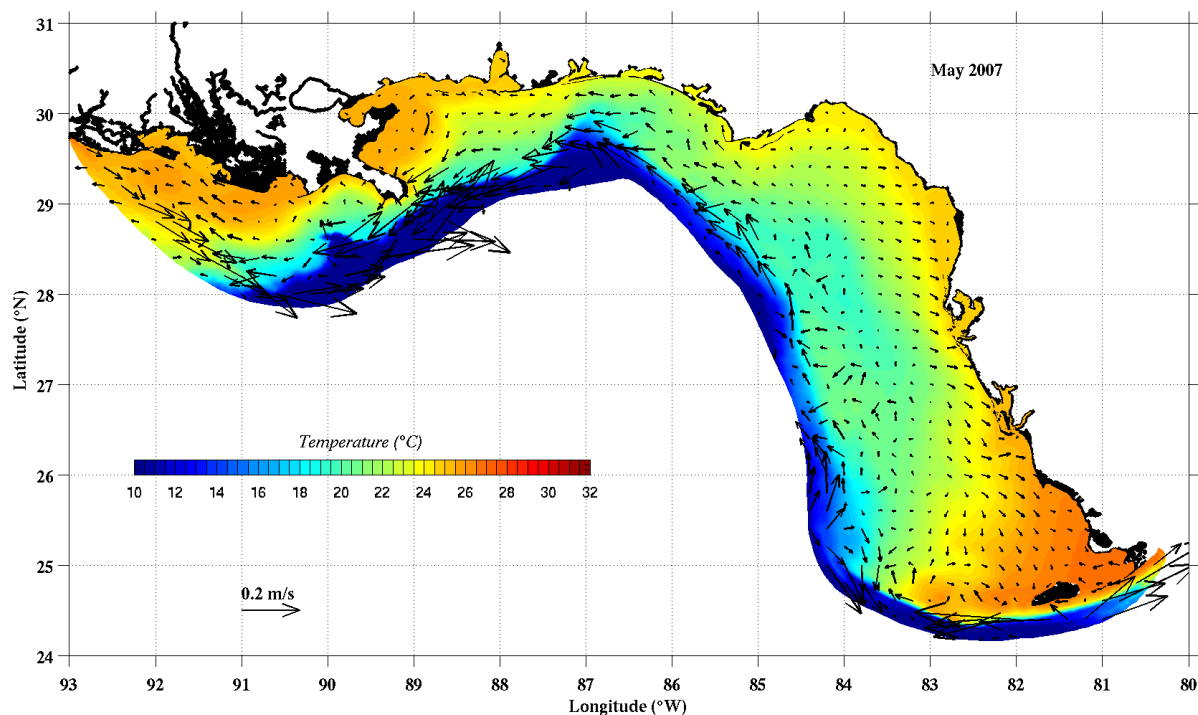 May 2007
31
30
29
28
27
26
25
24
Latitude (°N)
Temperature (°C)
10 12 14 16 18 20 22 24 26 28 30 32
0.2 m/s
93 92 91 90 89 88 87 86 85 84 83 82 81 80
Longitude (°W)